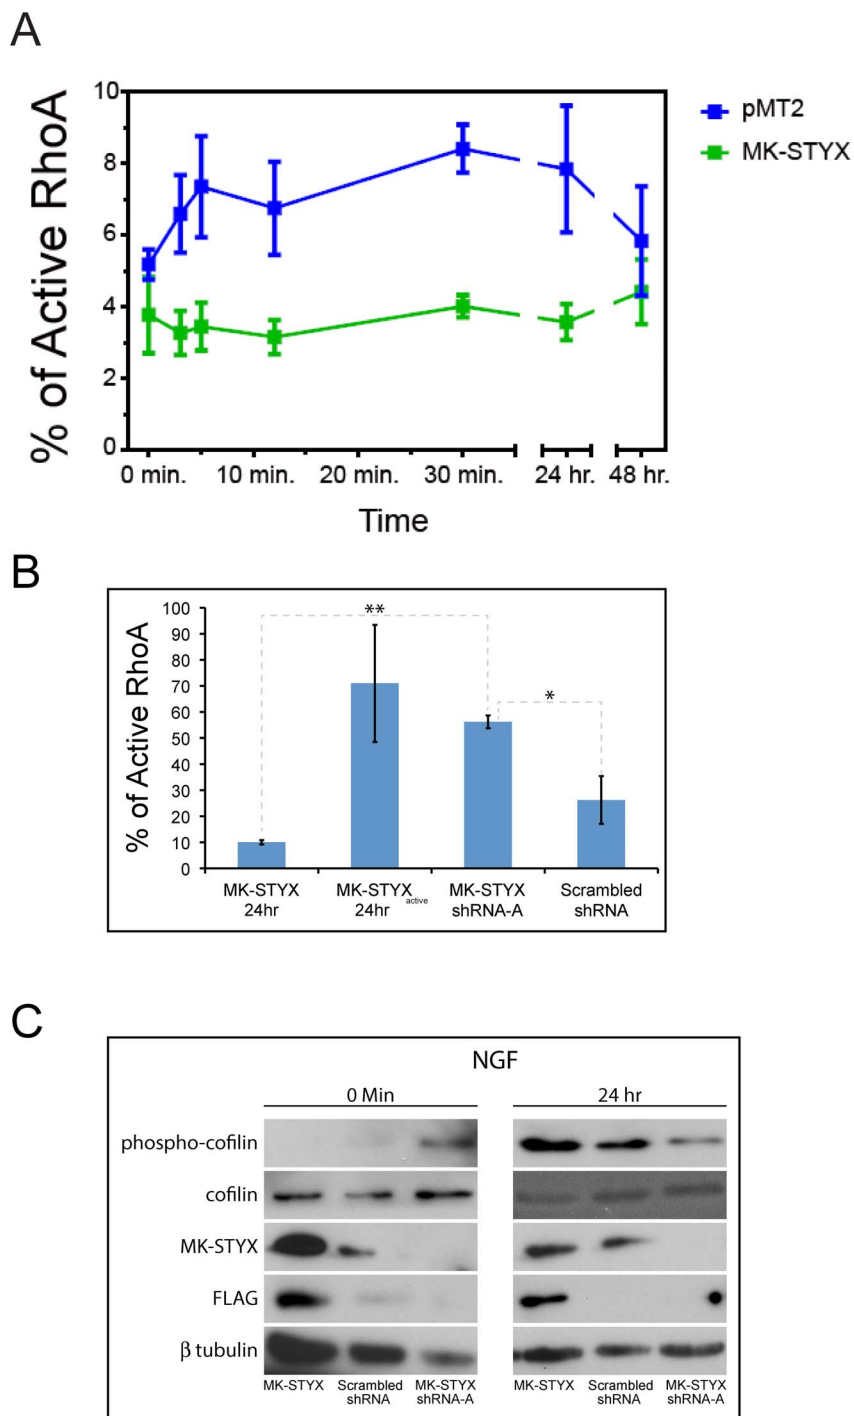 A
% of Active RhoA
10
8
6
4
2
0
0 min. 10 min. 20 min. 30 min. 24 hr. 48 hr.
Time
pMT2
MK-STYX
B
% of Active RhoA
100
90
80
70
60
50
40
30
20
10
0
**
*
MK-STYX
24hr
MK-STYX
24hr active
MK-STYX
shRNA-A
Scrambled
shRNA
C
NGF
0 Min 24 hr
phospho-cofilin
cofilin
MK-STYX
FLAG
β tubulin
MK-STYX Scrambled MK-STYX MK-STYX Scrambled MK-STYX
shRNA shRNA-A shRNA shRNA-A